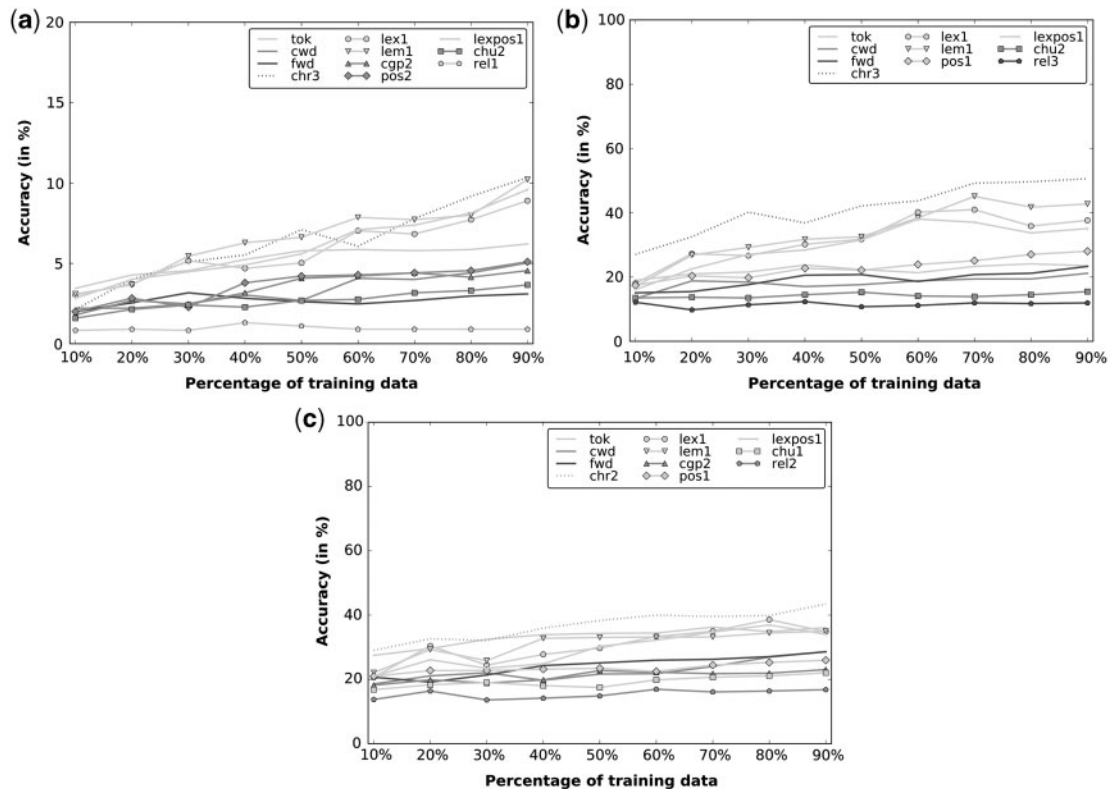 (a)
20
15
10
5
0
Accuracy (in %)
tok lex1 lexpos1
cwd lem1 chu2
fwd cgp2 rel1
chr3 pos2
10% 20% 30% 40% 50% 60% 70% 80% 90%
Percentage of training data
(b)
100
80
60
40
20
0
Accuracy (in %)
tok lex1 lexpos1
cwd lem1 chu2
fwd pos1 rel3
chr3
10% 20% 30% 40% 50% 60% 70% 80% 90%
Percentage of training data
(c)
100
80
60
40
20
0
Accuracy (in %)
tok lex1 lexpos1
cwd lem1 chu1
fwd cgp2 rel2
chr2 pos1
10% 20% 30% 40% 50% 60% 70% 80% 90%
Percentage of training data